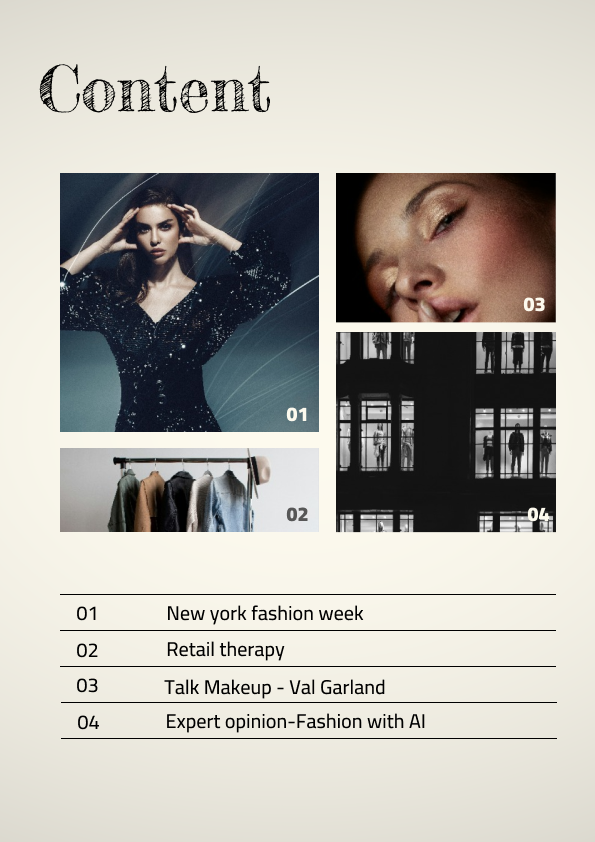 Content
01
03
02
04
01 New york fashion week
02 Retail therapy
03 Talk Makeup - Val Garland
04 Expert opinion-Fashion with AI